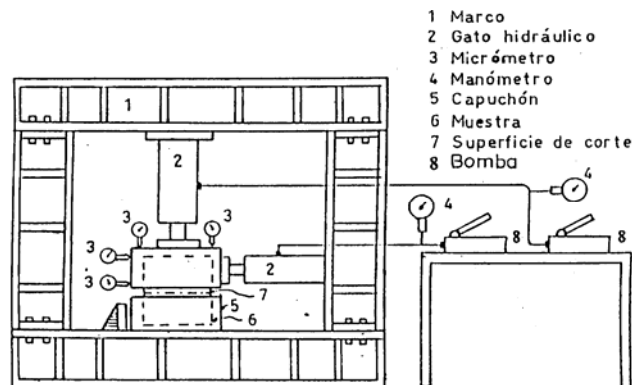 1 Marco
2 Gato hidráulico
3 Micrómetro
4 Manómetro
5 Capuchón
6 Muestra
7 Superficie de corte
8 Bomba
1
2
4
4
3
3
8
8
3
2
3
7
5
6